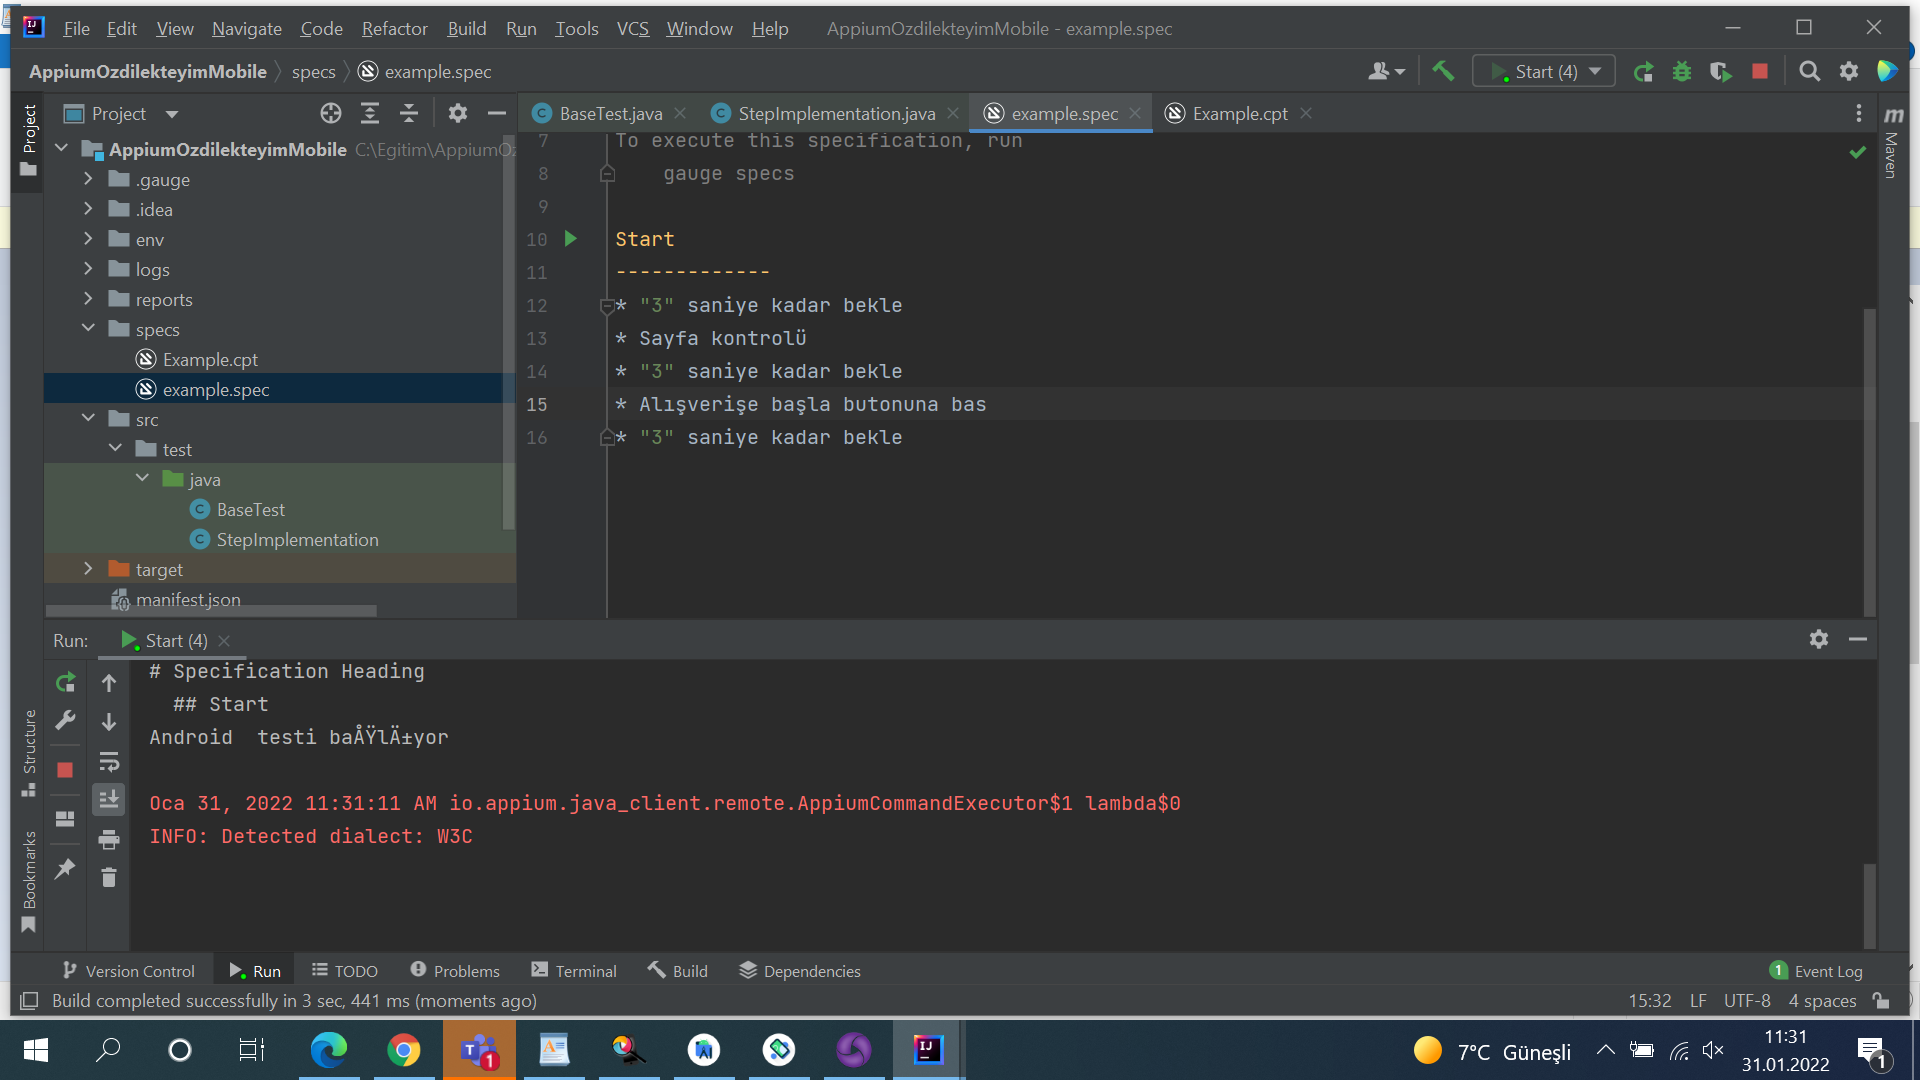 File Edit View Navigate Code Refactor Build Run Tools VCS Window Help AppiumOzdilekteyimMobile - example.spec
AppiumOzdilekteyimMobile specs example.spec Start (4)
Project BaseTest.java StepImplementation.java example.spec Example.cpt
Project
Maven
AppiumOzdilekteyimMobile C:\Egitim\AppiumOz
.gauge
.idea
env
logs
reports
specs
Example.cpt
example.spec
src
test
java
BaseTest
StepImplementation
target
manifest.json
7 To execute this specification, run
8 gauge specs
9
10 Start
11 -------------
12 * "3" saniye kadar bekle
13 * Sayfa kontrolü
14 * "3" saniye kadar bekle
15 * Alışverişe başla butonuna bas
16 * "3" saniye kadar bekle
Run: Start (4)
# Specification Heading
## Start
Android  testi baÅŸlÄ±yor
Oca 31, 2022 11:31:11 AM io.appium.java_client.remote.AppiumCommandExecutor$1 lambda$0
INFO: Detected dialect: W3C
Structure
Bookmarks
Version Control Run TODO Problems Terminal Build Dependencies 1 Event Log
Build completed successfully in 3 sec, 441 ms (moments ago) 15:32 LF UTF-8 4 spaces
7°C Güneşli 11:31
31.01.2022
1
1